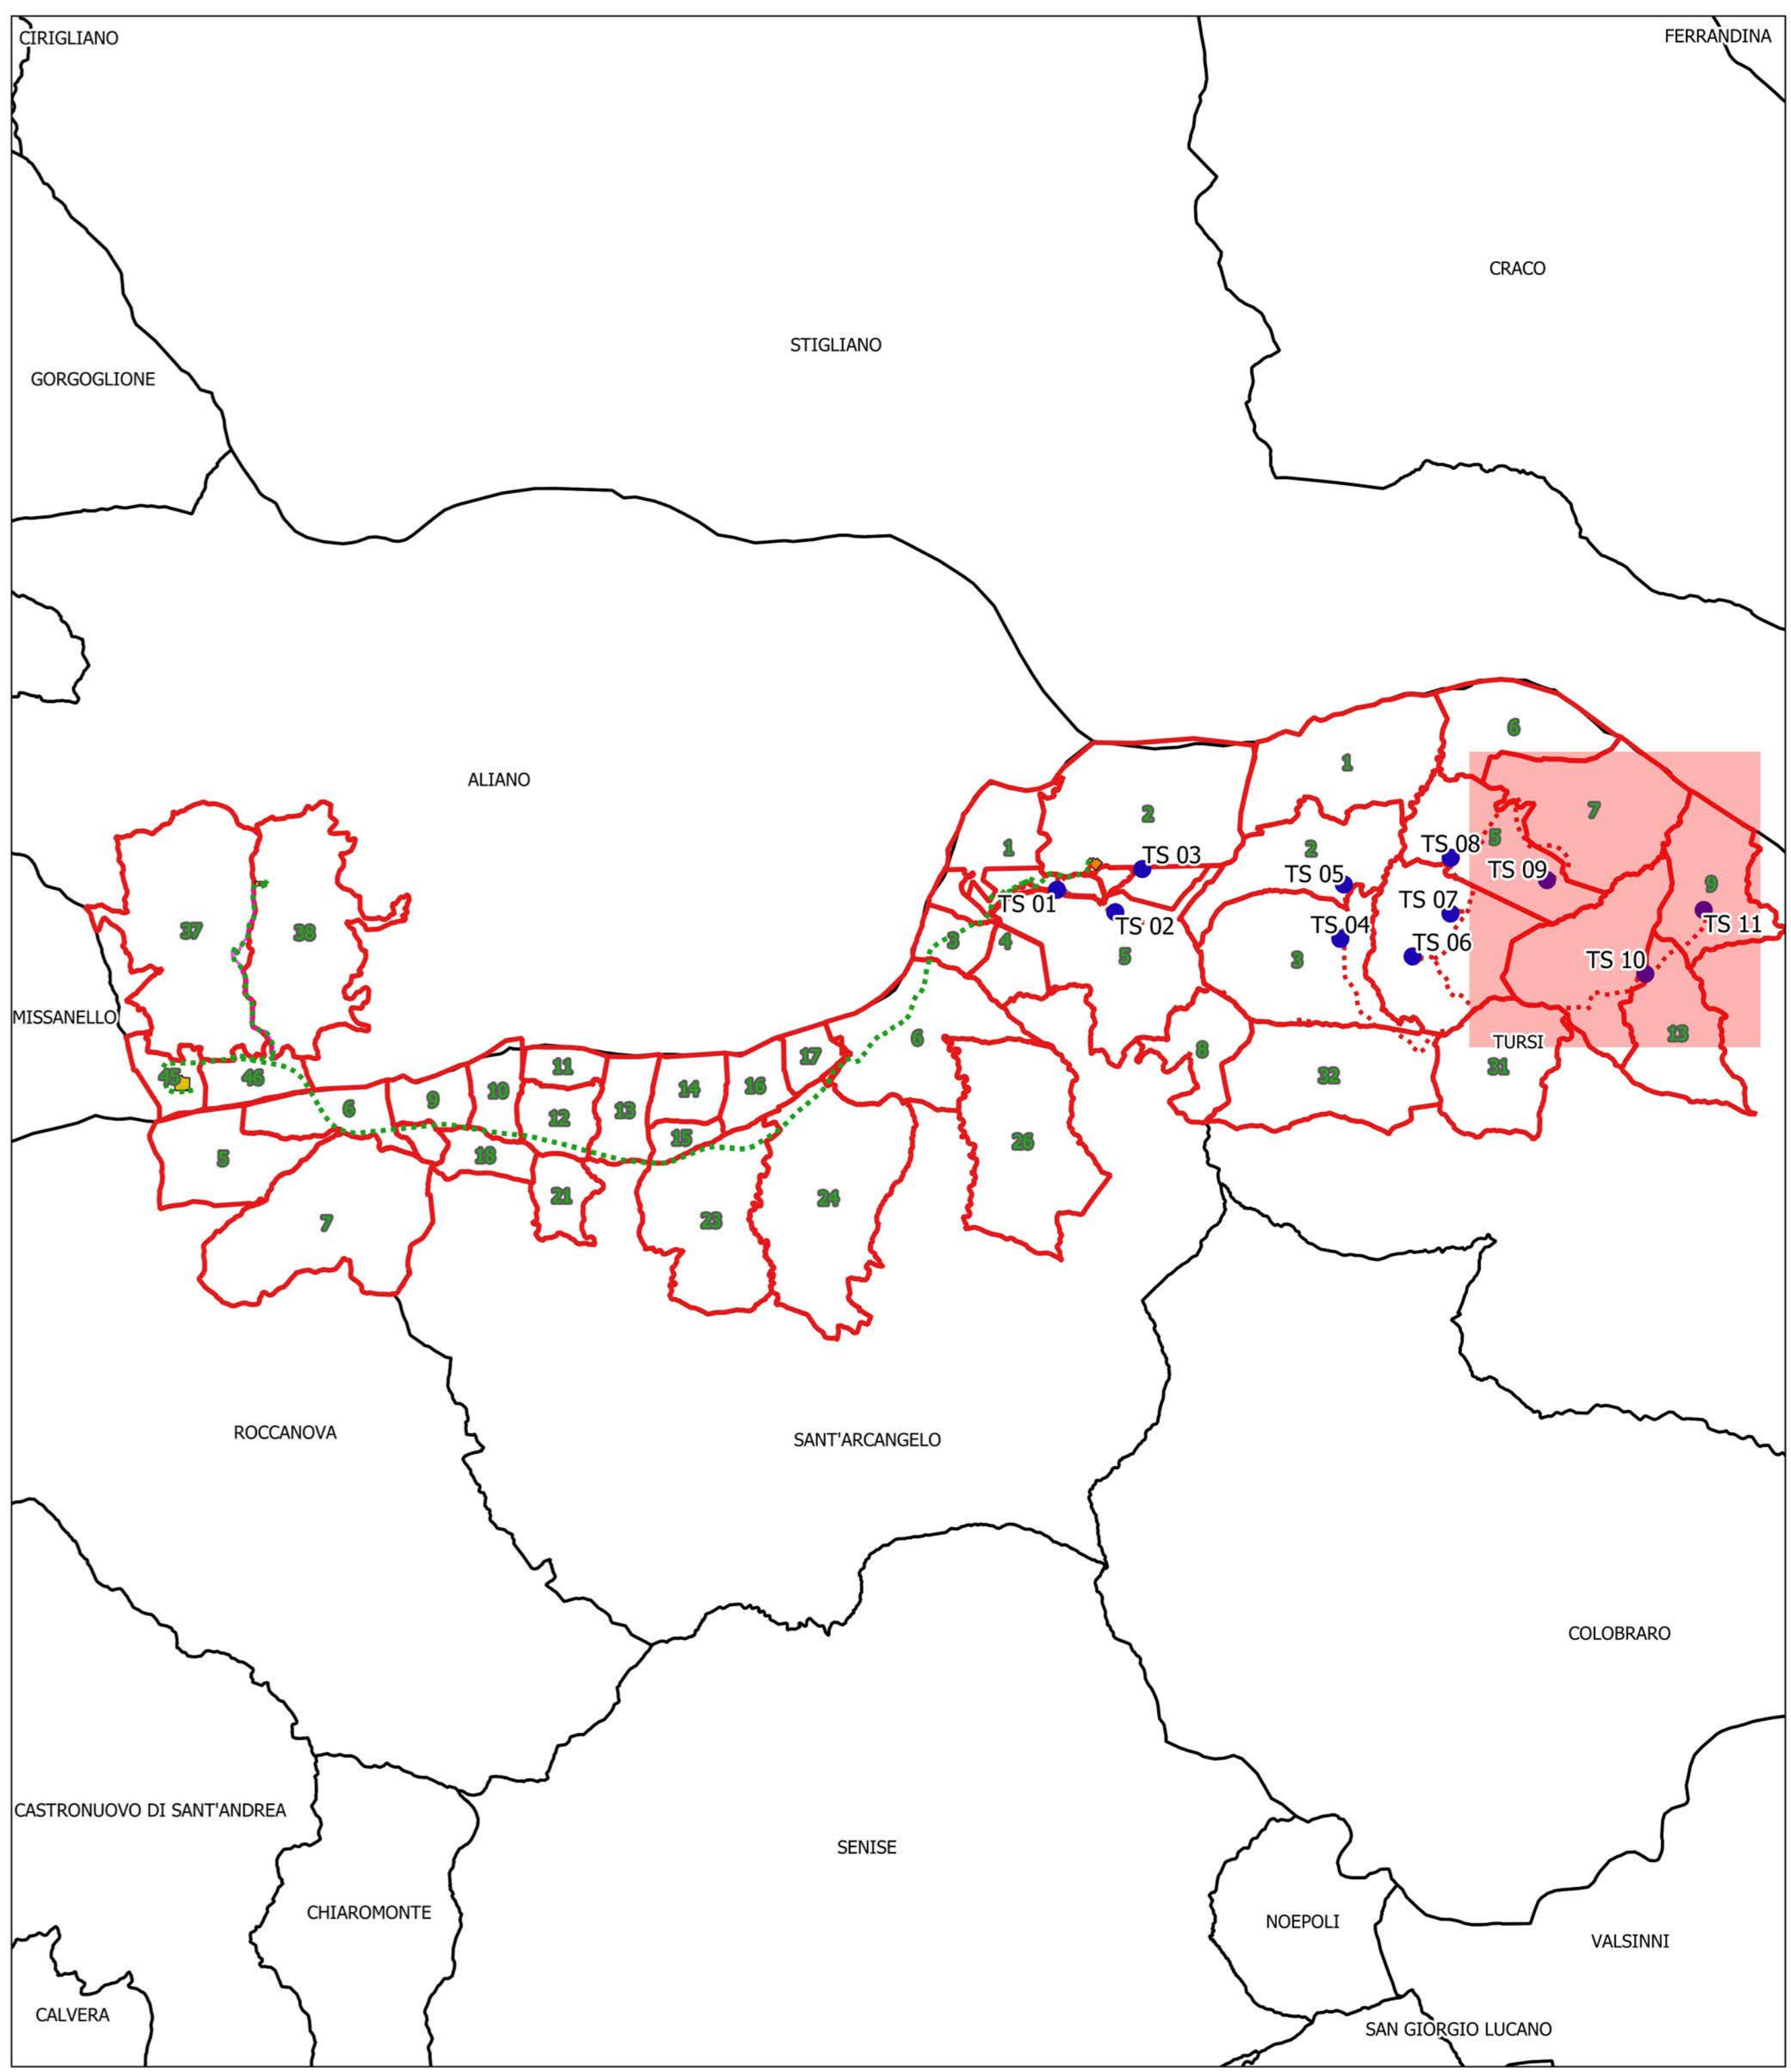 CIRIGLIANO
FERRANDINA
CRACO
STIGLIANO
GORGOGLIONE
6
1
ALIANO
7
2
5
1
2
TS 08
TS 03
TS 09
TS 05
9
TS 07
TS 01
TS 11
TS 02
TS 04
37
38
3
4
TS 06
5
3
TS 10
MISSANELLO
13
6
TURSI
8
17
11
31
45
46
32
16
14
10
9
6
13
12
15
26
18
5
21
24
23
7
ROCCANOVA
SANT'ARCANGELO
COLOBRARO
CASTRONUOVO DI SANT'ANDREA
SENISE
CHIAROMONTE
NOEPOLI
VALSINNI
CALVERA
SAN GIORGIO LUCANO